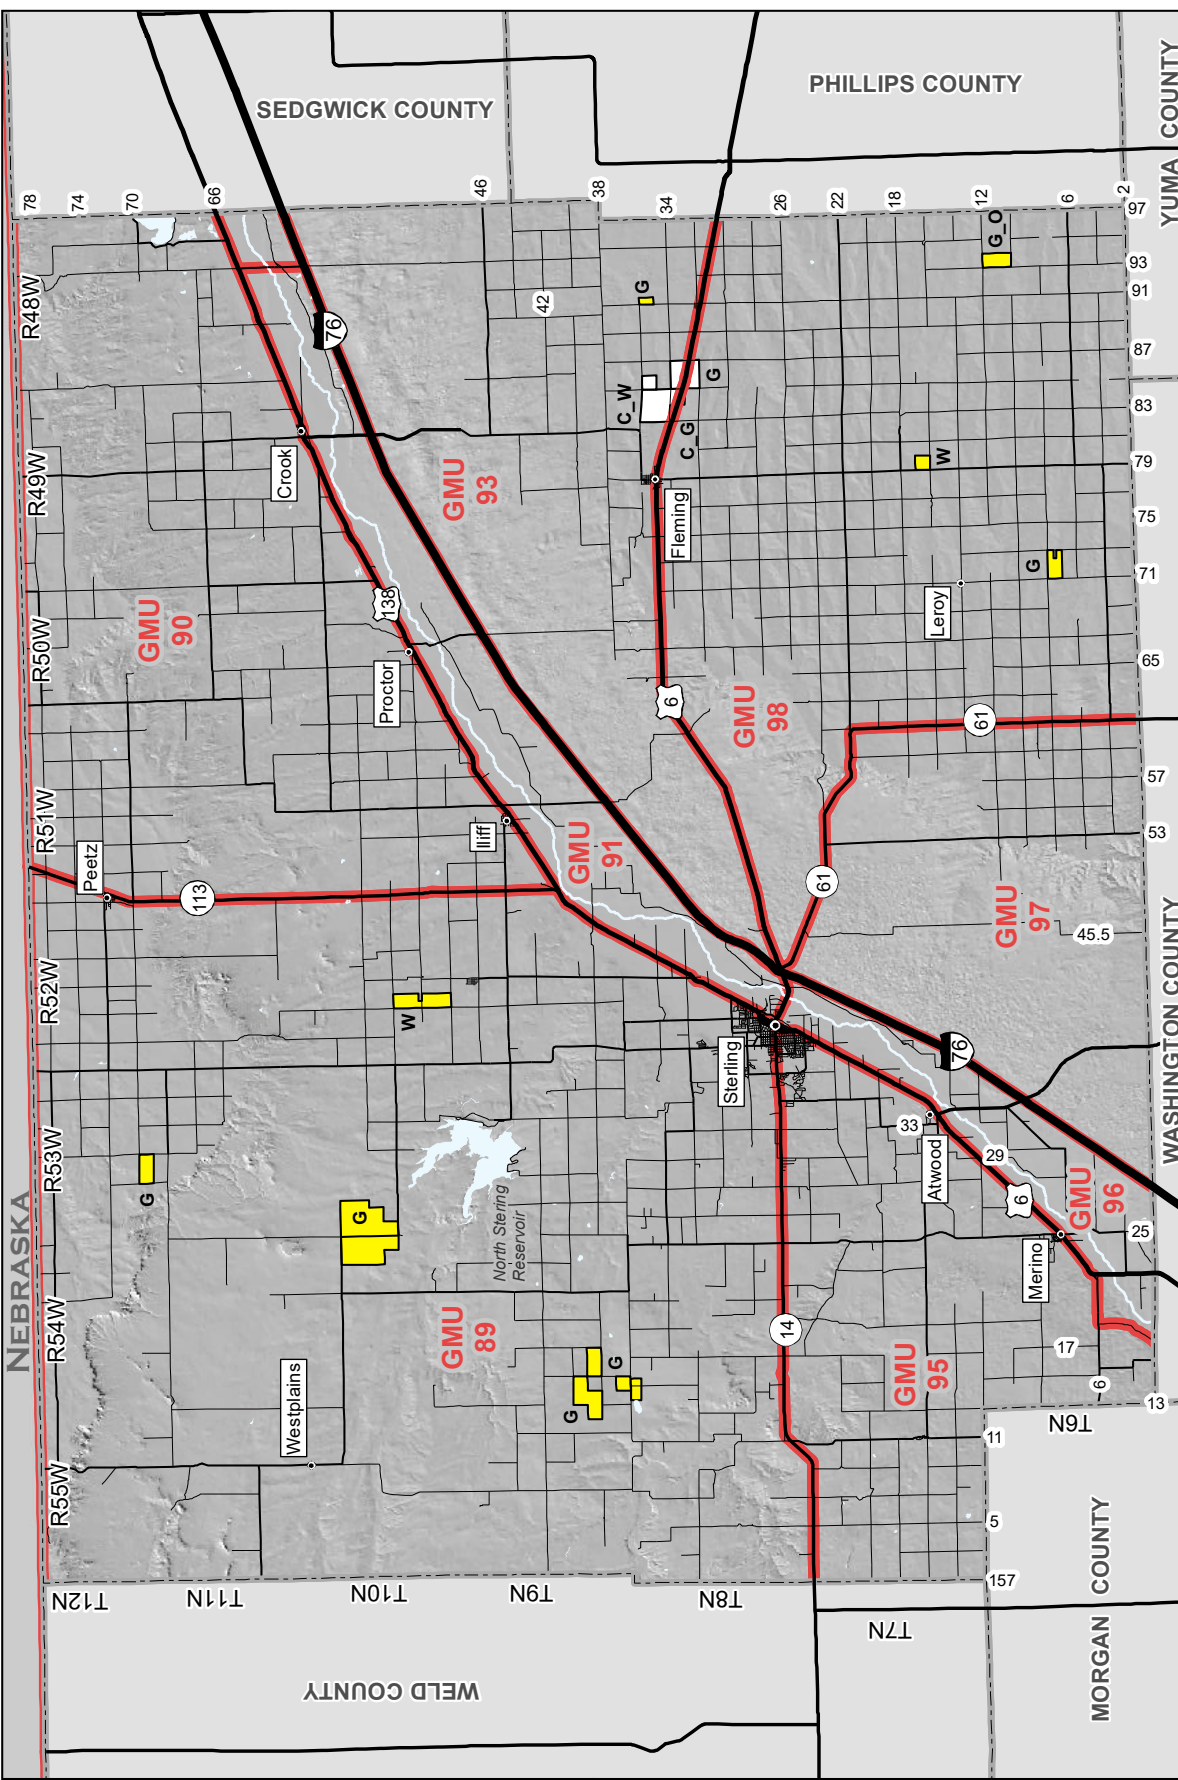 NEBRASKA
SEDGWICK COUNTY
PHILLIPS COUNTY
YUMA COUNTY
WASHINGTON COUNTY
MORGAN COUNTY
WELD COUNTY
R55W
R54W
R53W
R52W
R51W
R50W
R49W
R48W
T12N
T11N
T10N
T9N
T8N
T7N
T6N
78
74
70
66
46
38
34
26
22
18
12
6
2
97
93
91
87
83
79
75
71
65
57
53
45.5
42
33
29
25
17
6
13
11
5
157
GMU
90
GMU
93
GMU
91
GMU
98
GMU
97
GMU
89
GMU
95
GMU
96
Peetz
Crook
Proctor
Iliff
Fleming
Leroy
Sterling
Atwood
Merino
Westplains
North Stering
Reservoir
113
138
76
6
61
61
14
76
6
G
G
G
G
W
G
C_W
C_G
G
G_O
W
G